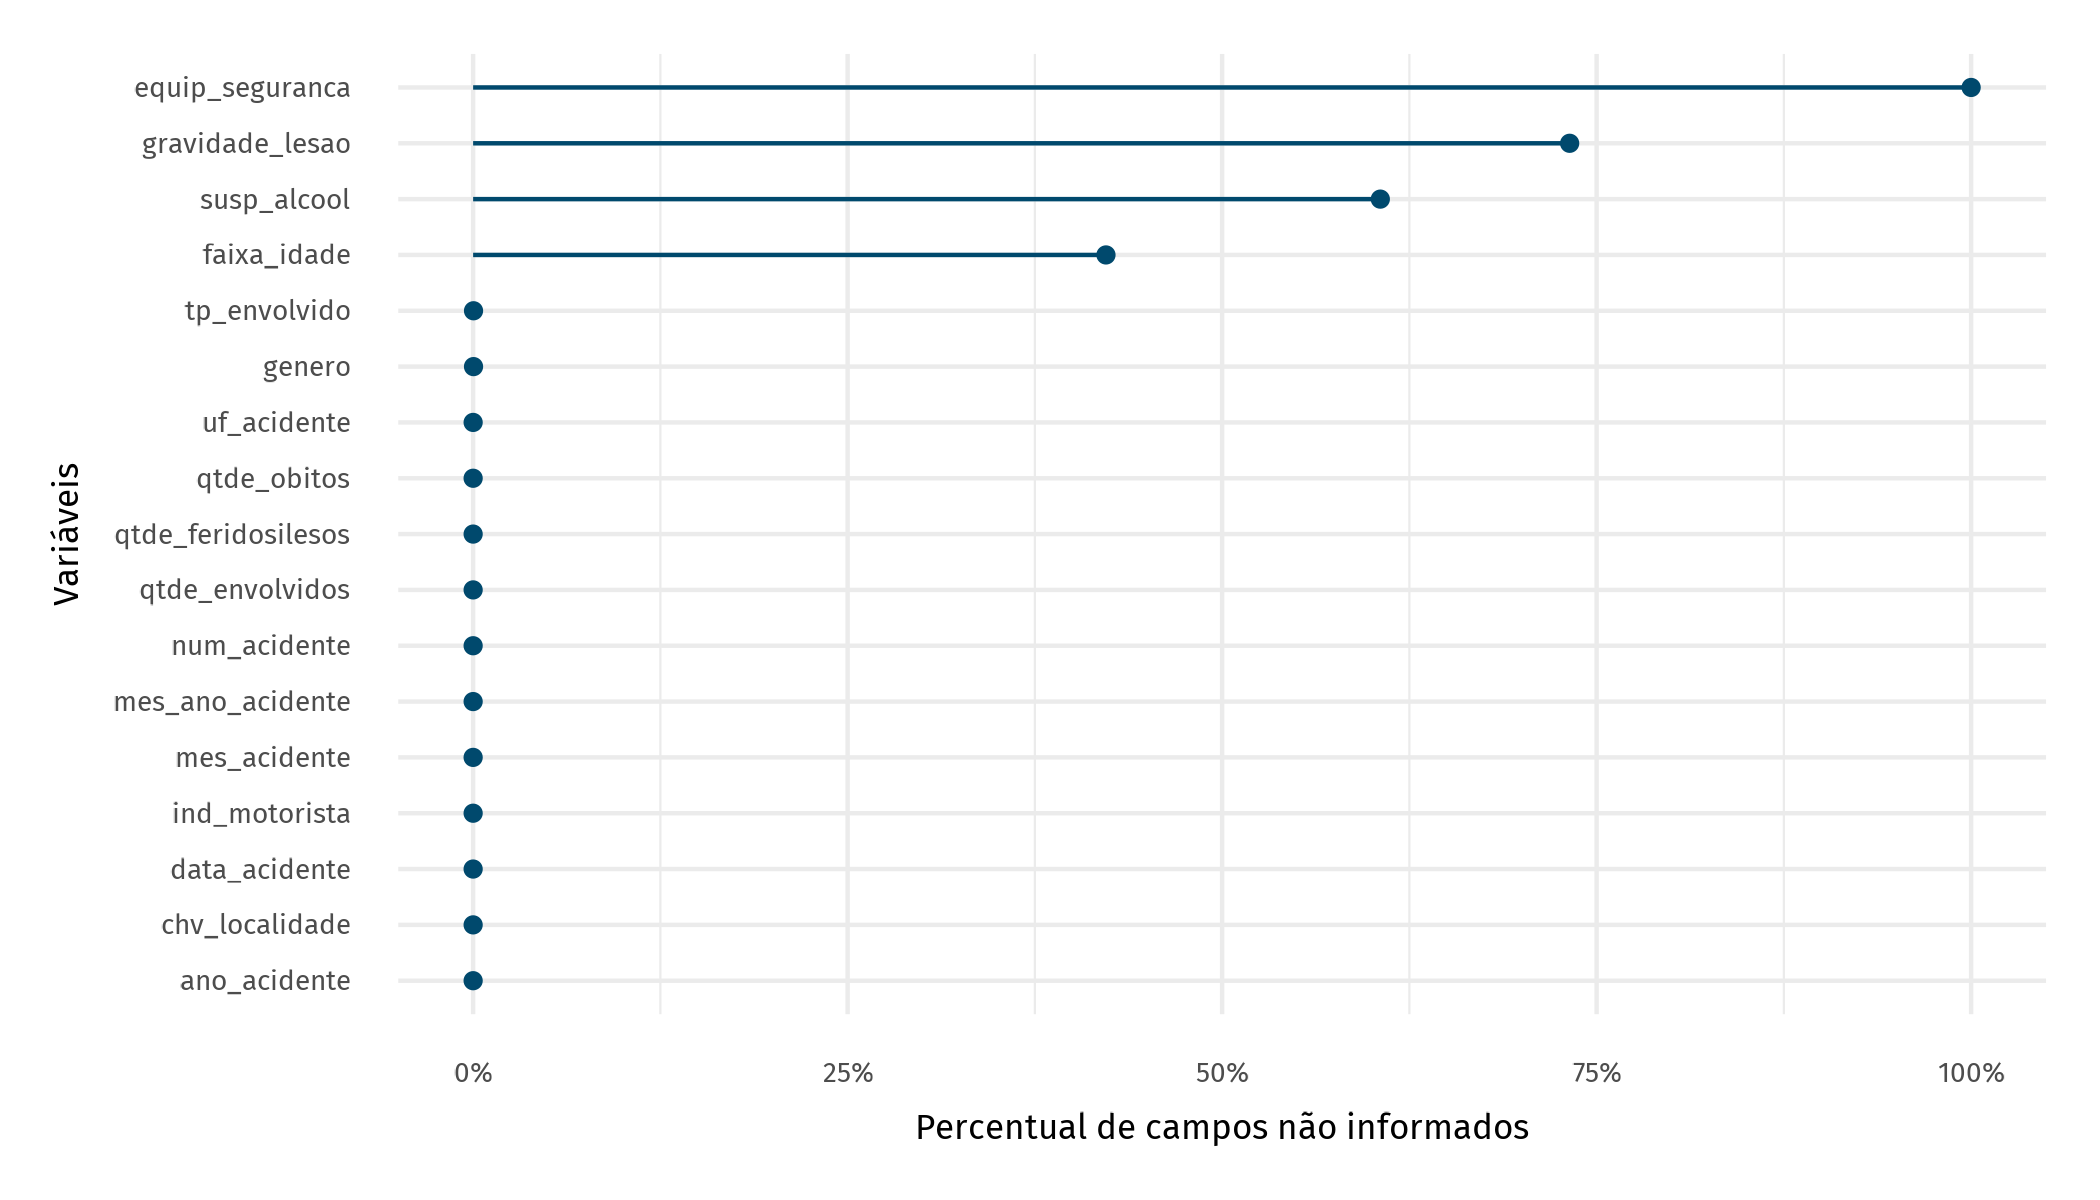 equip_seguranca
gravidade_lesao
susp_alcool
faixa_idade
tp_envolvido
genero
uf_acidente
qtde_obitos
qtde_feridosilesos
qtde_envolvidos
num_acidente
mes_ano_acidente
mes_acidente
ind_motorista
data_acidente
chv_localidade
ano_acidente
Variáveis
0% 25% 50% 75% 100%
Percentual de campos não informados